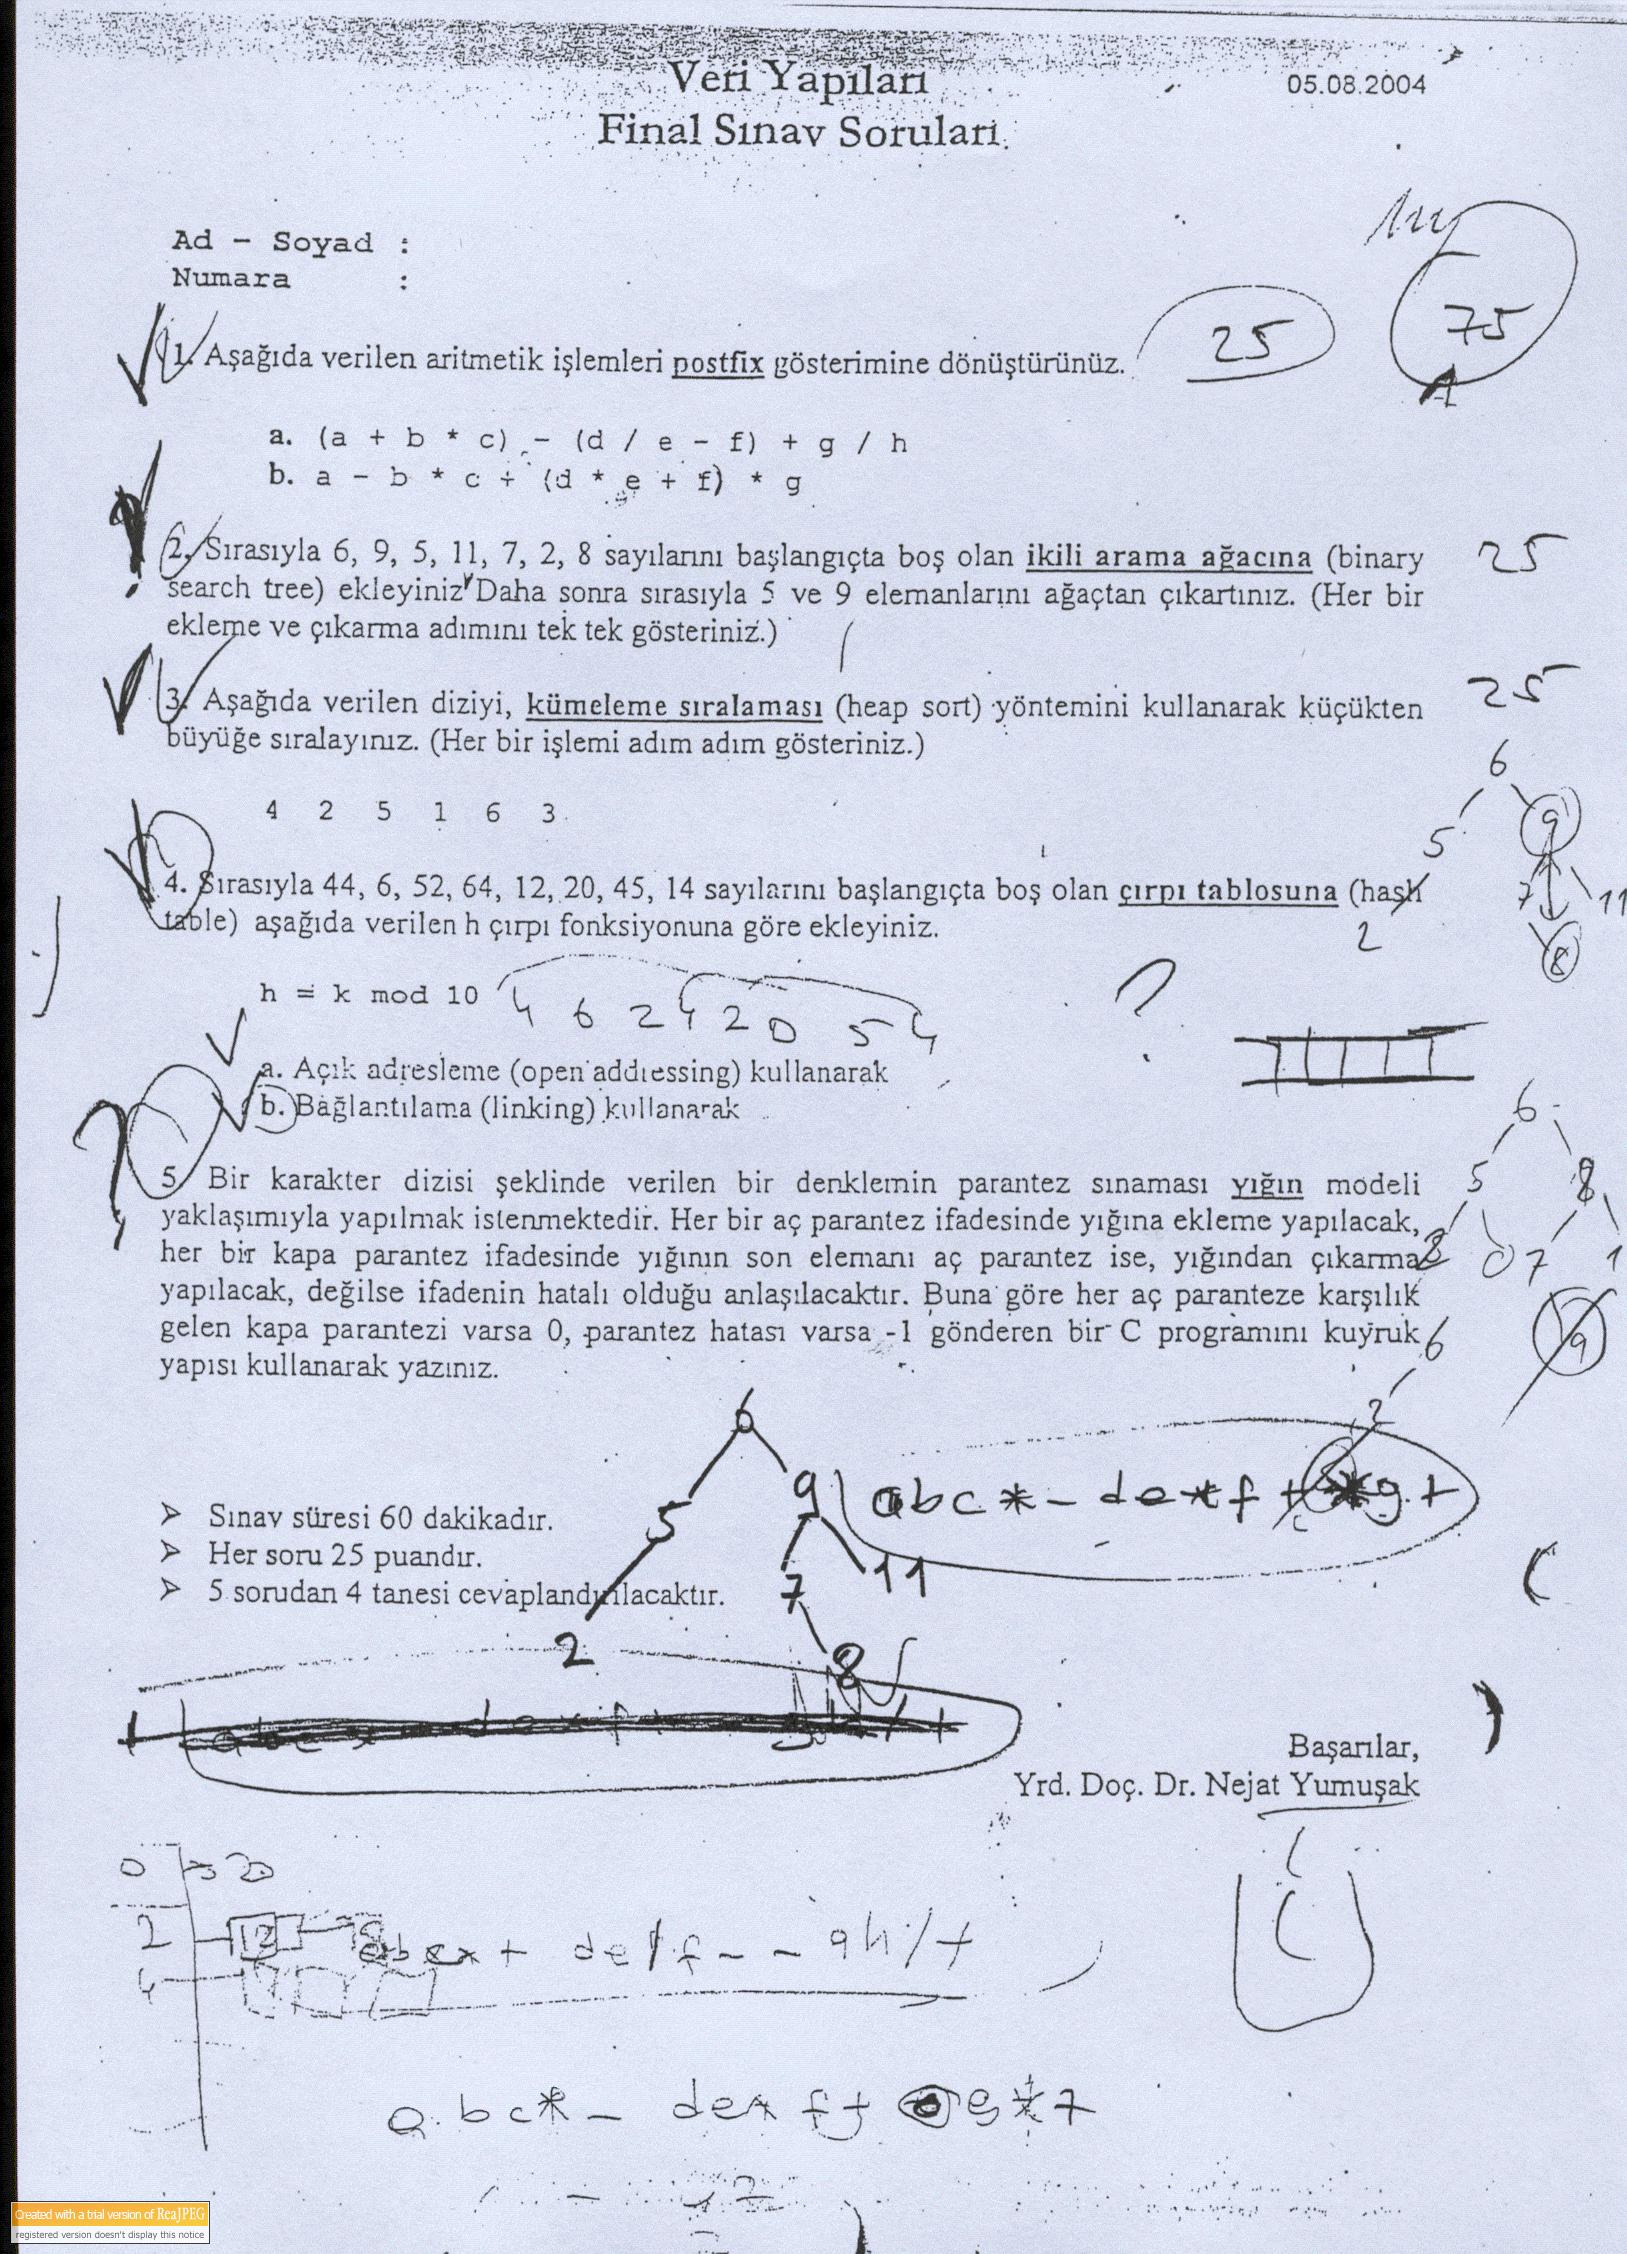 Veri Yapıları
05.08.2004
Final Sınav Soruları
Ad - Soyad :
Numara :
75
25
1. Aşağıda verilen aritmetik işlemleri postfix gösterimine dönüştürünüz.
a. (a + b * c) - (d / e - f) + g / h
b. a - b * c + (d * e + f) * g
2. Sırasıyla 6, 9, 5, 11, 7, 2, 8 sayılarını başlangıçta boş olan ikili arama ağacına (binary
25
search tree) ekleyiniz Daha sonra sırasıyla 5 ve 9 elemanlarını ağaçtan çıkartınız. (Her bir
ekleme ve çıkarma adımını tek tek gösteriniz.)
3. Aşağıda verilen diziyi, kümeleme sıralaması (heap sort) yöntemini kullanarak küçükten
25
büyüğe sıralayınız. (Her bir işlemi adım adım gösteriniz.)
6
4 2 5 1 6 3
5 9
4. Sırasıyla 44, 6, 52, 64, 12, 20, 45, 14 sayılarını başlangıçta boş olan çırpı tablosuna (hash
7 11
table) aşağıda verilen h çırpı fonksiyonuna göre ekleyiniz.
2 8
h = k mod 10
4 6 2 4 2 0 5 4
?
a. Açık adresleme (open addressing) kullanarak
b. Bağlantılama (linking) kullanarak
6
5 8
5. Bir karakter dizisi şeklinde verilen bir denklemin parantez sınaması yığın modeli
yaklaşımıyla yapılmak istenmektedir. Her bir aç parantez ifadesinde yığına ekleme yapılacak,
her bir kapa parantez ifadesinde yığının son elemanı aç parantez ise, yığından çıkarma
7 1
yapılacak, değilse ifadenin hatalı olduğu anlaşılacaktır. Buna göre her aç paranteze karşılık
gelen kapa parantezi varsa 0, parantez hatası varsa -1 gönderen bir C programını kuyruk
6
9
yapısı kullanarak yazınız.
2
6
9
abc*- de*f+ *g+
Sınav süresi 60 dakikadır.
5
Her soru 25 puandır.
7 11
5 sorudan 4 tanesi cevaplandırılacaktır.
2
8
Başarılar,
Yrd. Doç. Dr. Nejat Yumuşak
0 20
2 12
abc*+ de/f- - gh/+
4
a bc*- de* f+ g*+
Created with a trial version of ReaJPEG
registered version doesn't display this notice